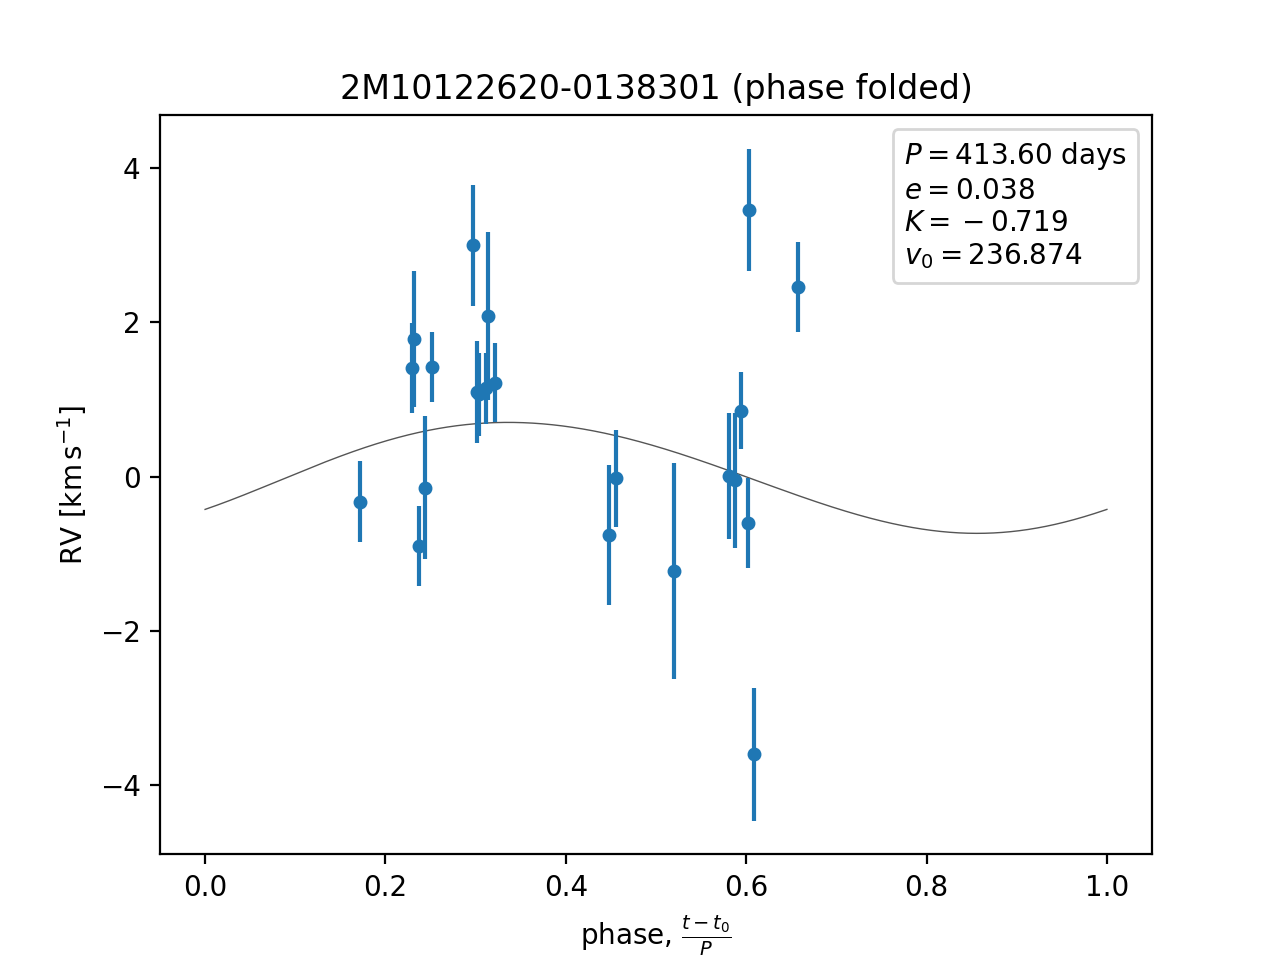 2M10122620-0138301 (phase folded)
P = 413.60 days
e = 0.038
K = −0.719
v₀ = 236.874
RV [km s⁻¹]
4
2
0
−2
−4
0.0 0.2 0.4 0.6 0.8 1.0
phase, (t − t₀)/P